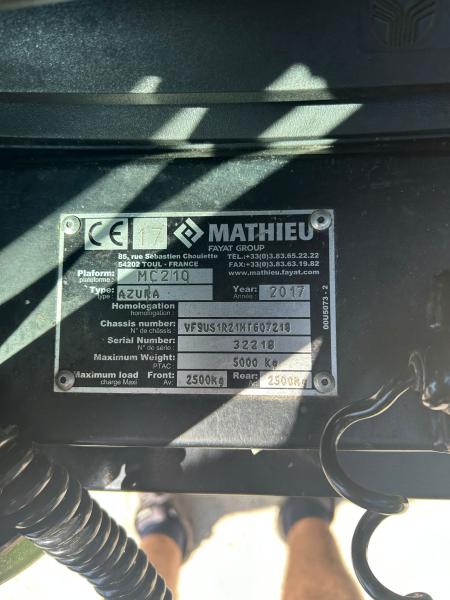 CE 17 MATHIEU
FAYAT GROUP
85, rue Sébastien Choulette
54202 TOUL - FRANCE
TEL.:+33(0)3.83.65.22.22
FAX:+33(0)3.83.63.19.82
www.mathieu.fayat.com
Plaform: MC210
plateforme :
Type: AZURA
Type :
Year: 2017
Année :
Homologation
homologation
Chassis number: VF9US1R21HT607218
N° de châssis :
Serial Number: 32218
N° de série :
Maximum Weight: 5000 Kg
PTAC :
Maximum load Front: 2500Kg Rear: 2500Kg
charge Maxi Av: Ar:
00U5073 - 2